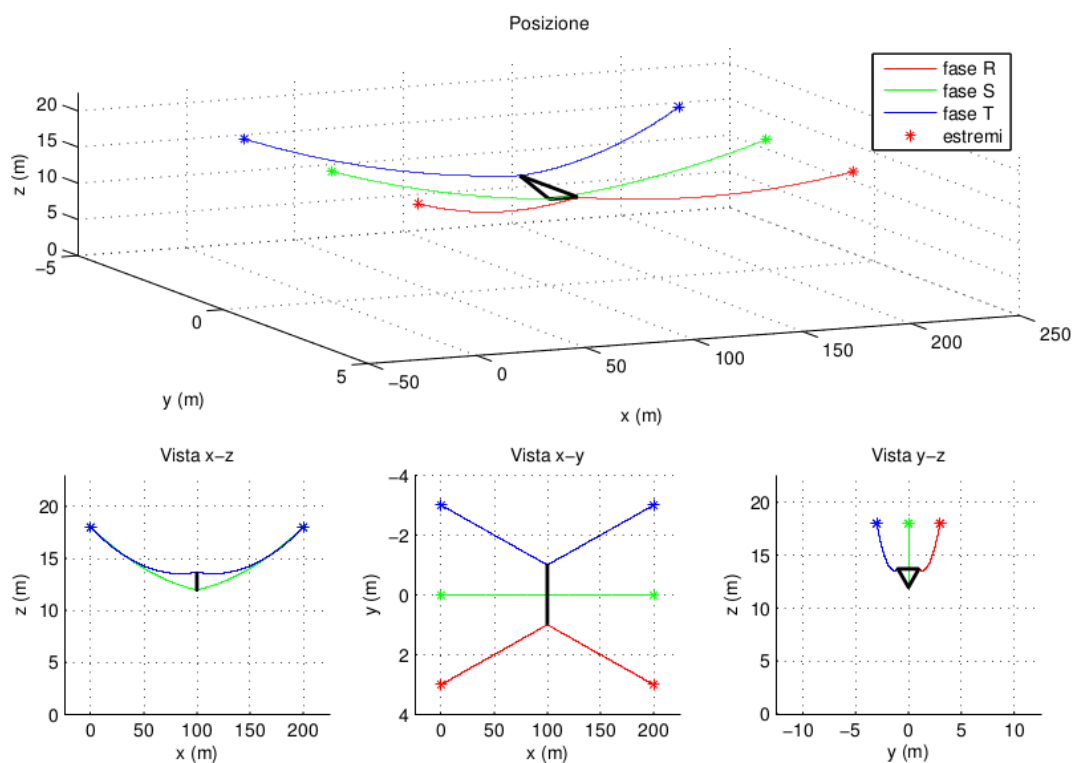 Posizione
fase R
fase S
fase T
estremi
20
15
10
5
0
z (m)
−5
0
5
y (m)
−50
0
50
100
150
200
250
x (m)
Vista x−z
20
15
10
5
0
z (m)
0 50 100 150 200
x (m)
Vista x−y
−4
−2
0
2
4
y (m)
0 50 100 150 200
x (m)
Vista y−z
20
15
10
5
0
z (m)
−10 −5 0 5 10
y (m)